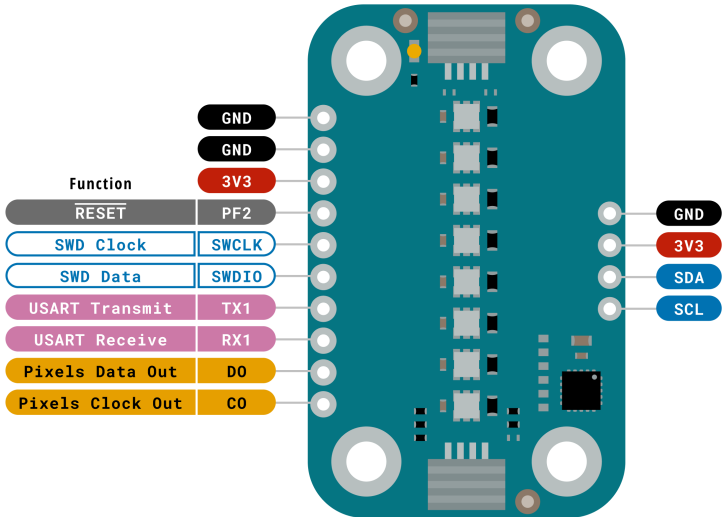 GND
GND
Function
3V3
RESET PF2
SWD Clock SWCLK
SWD Data SWDIO
USART Transmit TX1
USART Receive RX1
Pixels Data Out DO
Pixels Clock Out CO
GND
3V3
SDA
SCL